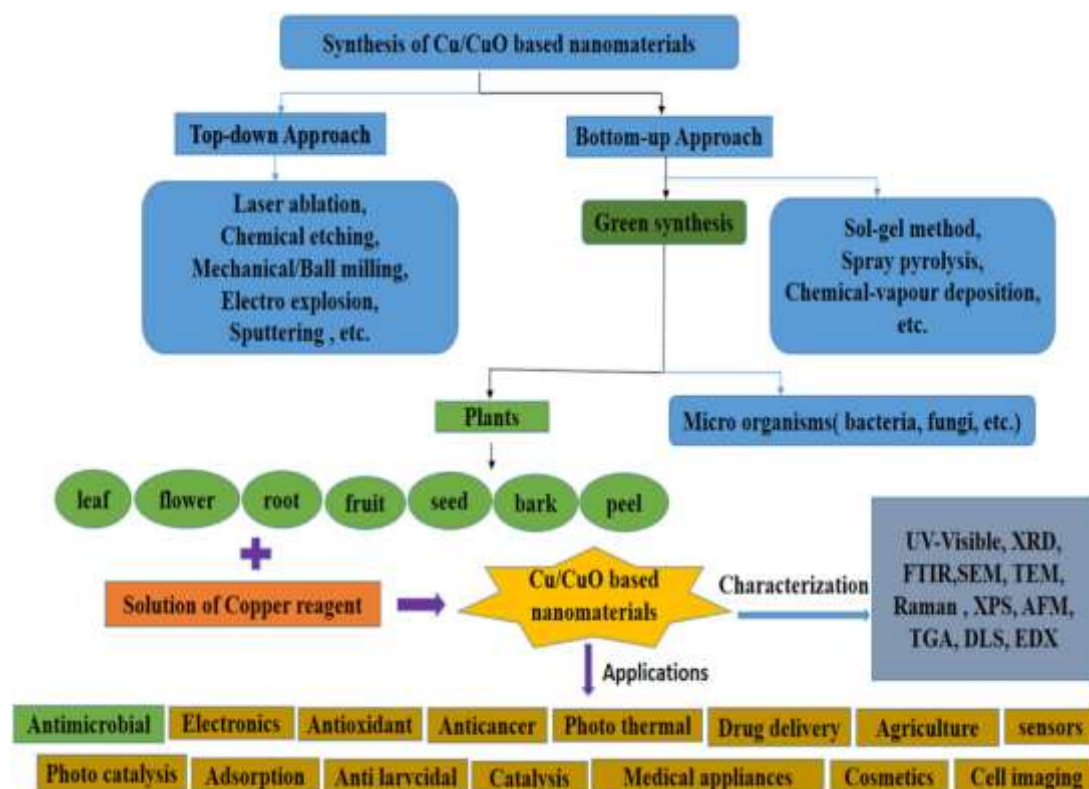 Synthesis of Cu/CuO based nanomaterials
Top-down Approach
Bottom-up Approach
Laser ablation,
Chemical etching,
Mechanical/Ball milling,
Electro explosion,
Sputtering , etc.
Green synthesis
Sol-gel method,
Spray pyrolysis,
Chemical-vapour deposition,
etc.
Plants
Micro organisms( bacteria, fungi, etc.)
leaf
flower
root
fruit
seed
bark
peel
Solution of Copper reagent
Cu/CuO based
nanomaterials
Characterization
UV-Visible, XRD,
FTIR,SEM, TEM,
Raman , XPS, AFM,
TGA, DLS, EDX
Applications
Antimicrobial
Electronics
Antioxidant
Anticancer
Photo thermal
Drug delivery
Agriculture
sensors
Photo catalysis
Adsorption
Anti larvcidal
Catalysis
Medical appliances
Cosmetics
Cell imaging